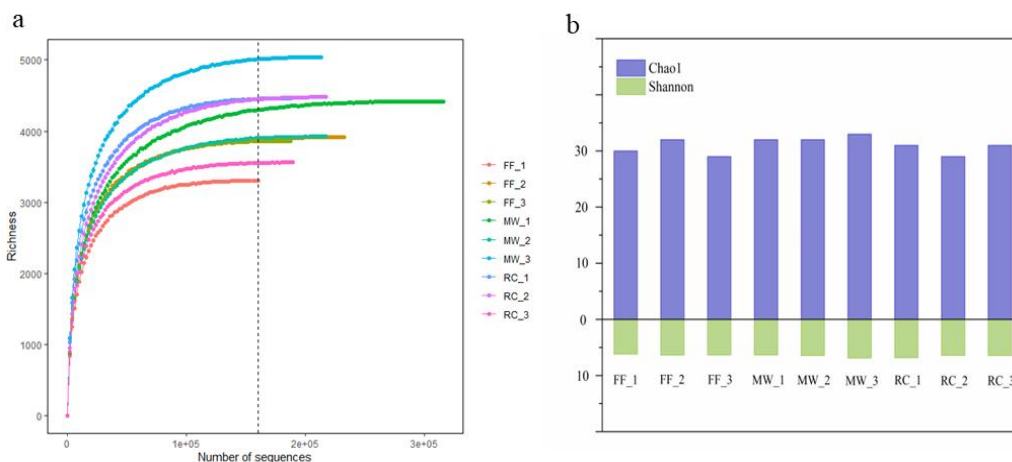 a
5000
4000
3000
2000
1000
0
Richness
0
1e+05
2e+05
3e+05
Number of sequences
FF_1
FF_2
FF_3
MW_1
MW_2
MW_3
RC_1
RC_2
RC_3
b
Chao1
Shannon
30
20
10
0
10
FF_1
FF_2
FF_3
MW_1
MW_2
MW_3
RC_1
RC_2
RC_3